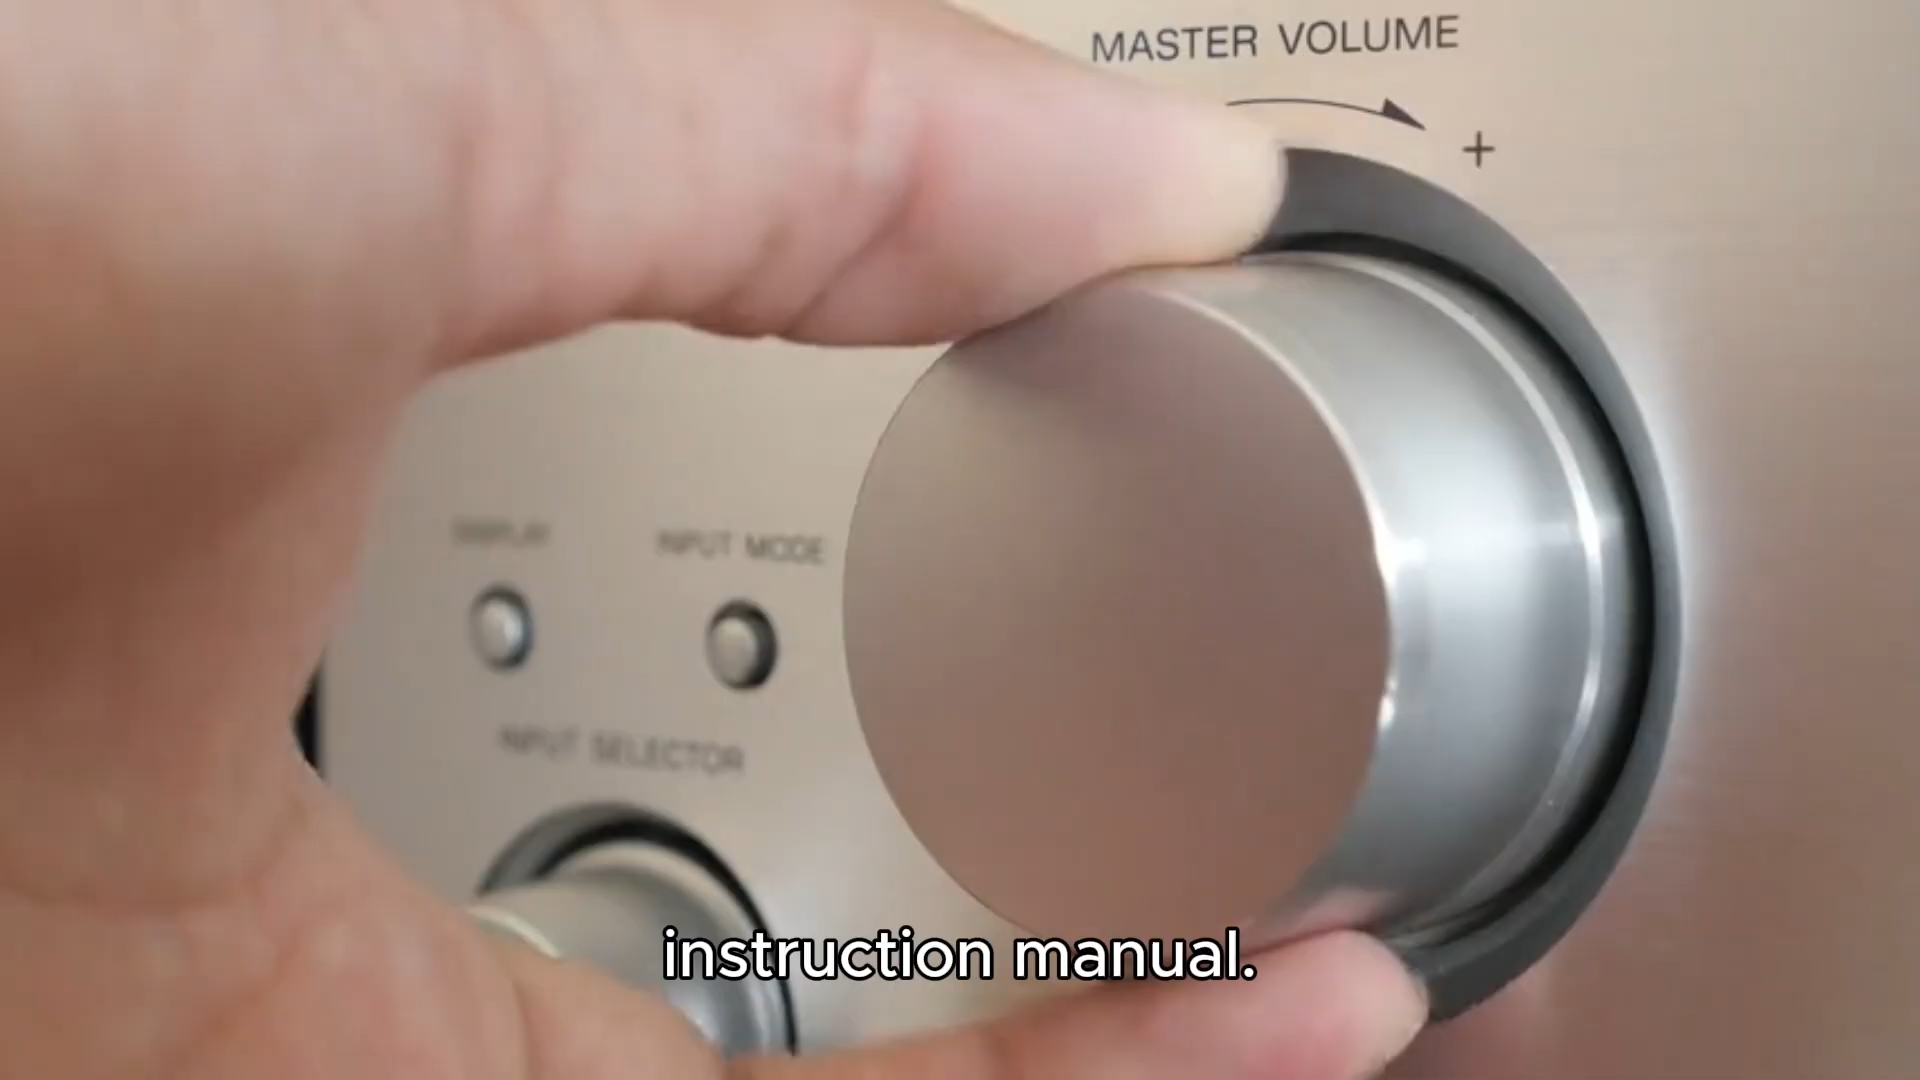 MASTER VOLUME
+
DISPLAY
INPUT MODE
INPUT SELECTOR
instruction manual.